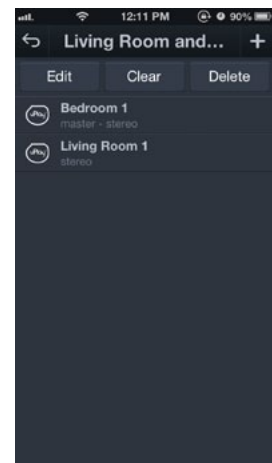 12:11 PM 90%
Living Room and...
Edit Clear Delete
Bedroom 1
master - stereo
Living Room 1
stereo